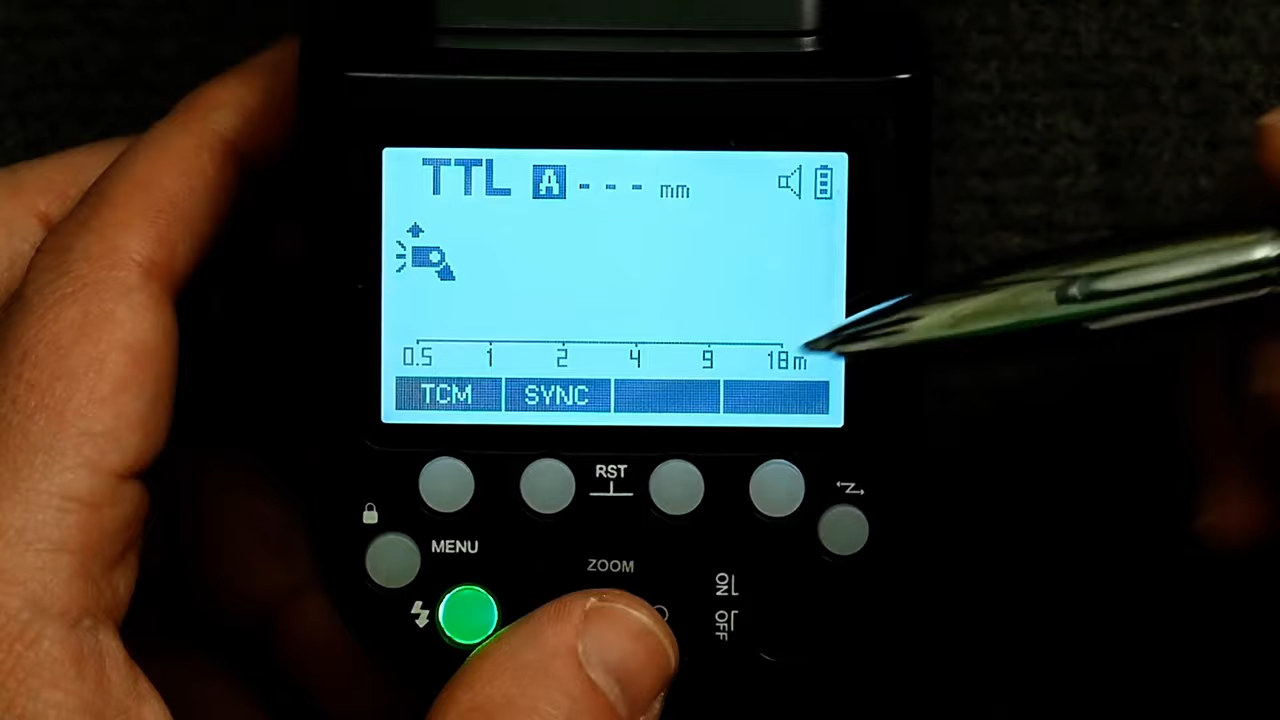 TTL A --- mm
0.5 1 2 4 9 18m
TCM SYNC
RST
MENU
ZOOM
ON
OFF